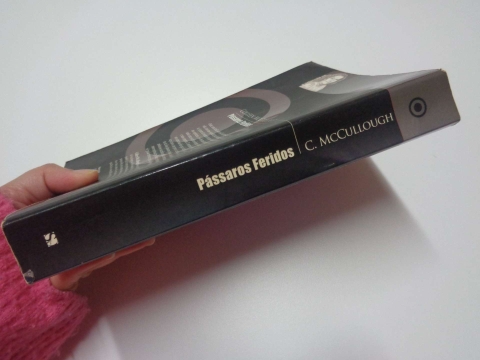 Pássaros Feridos
C. McCullough